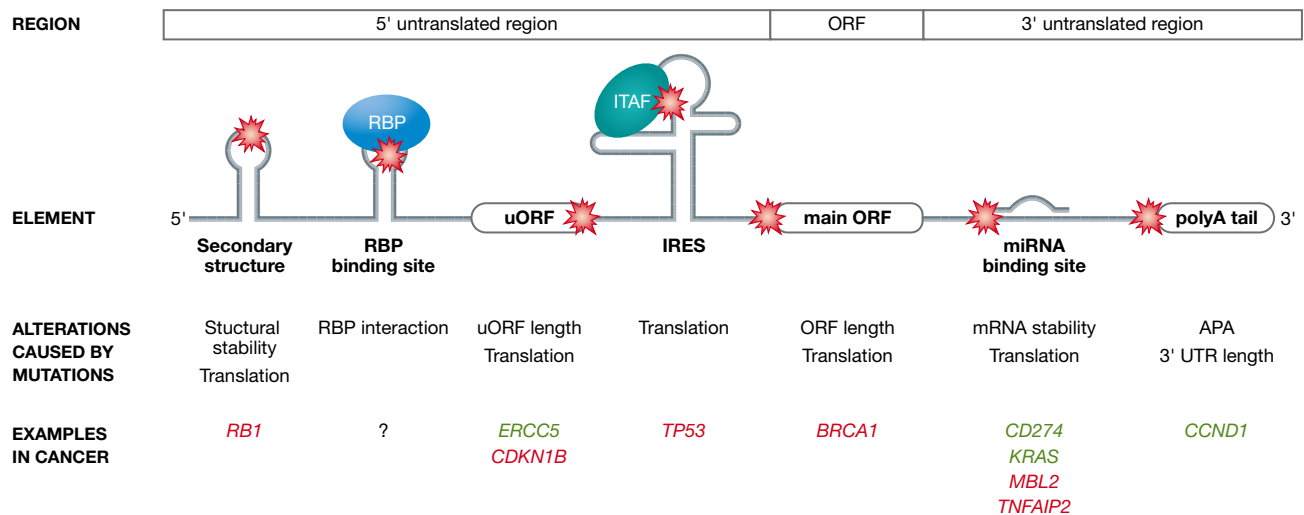 REGION
5' untranslated region
ORF
3' untranslated region
ITAF
RBP
ELEMENT
5'
uORF
main ORF
polyA tail
3'
Secondary
structure
RBP
binding site
IRES
miRNA
binding site
ALTERATIONS
CAUSED BY
MUTATIONS
Stuctural
stability
Translation
RBP interaction
uORF length
Translation
Translation
ORF length
Translation
mRNA stability
Translation
APA
3' UTR length
EXAMPLES
IN CANCER
RB1
?
ERCC5
CDKN1B
TP53
BRCA1
CD274
KRAS
MBL2
TNFAIP2
CCND1